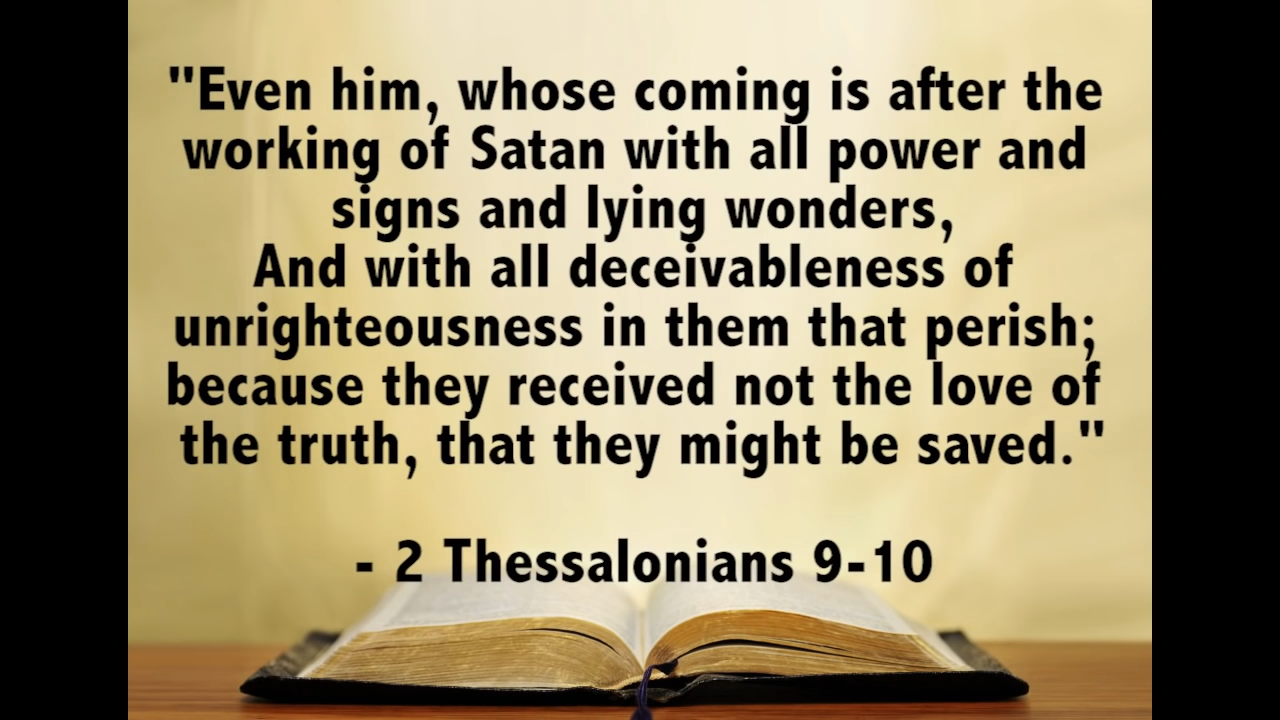 "Even him, whose coming is after the
working of Satan with all power and
signs and lying wonders,
And with all deceivableness of
unrighteousness in them that perish;
because they received not the love of
the truth, that they might be saved."
- 2 Thessalonians 9-10